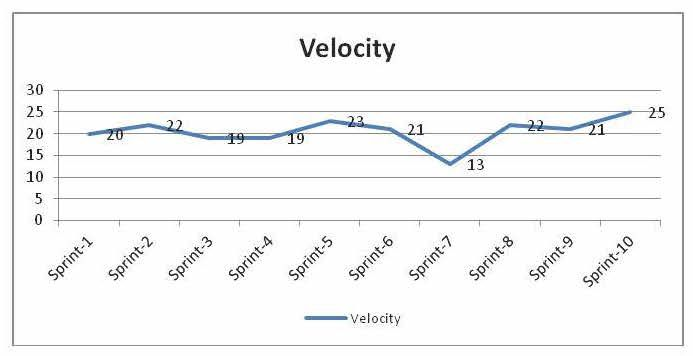 Velocity
30
25
20
15
10
5
0
20
22
19
19
23
21
13
22
21
25
Sprint-1
Sprint-2
Sprint-3
Sprint-4
Sprint-5
Sprint-6
Sprint-7
Sprint-8
Sprint-9
Sprint-10
Velocity